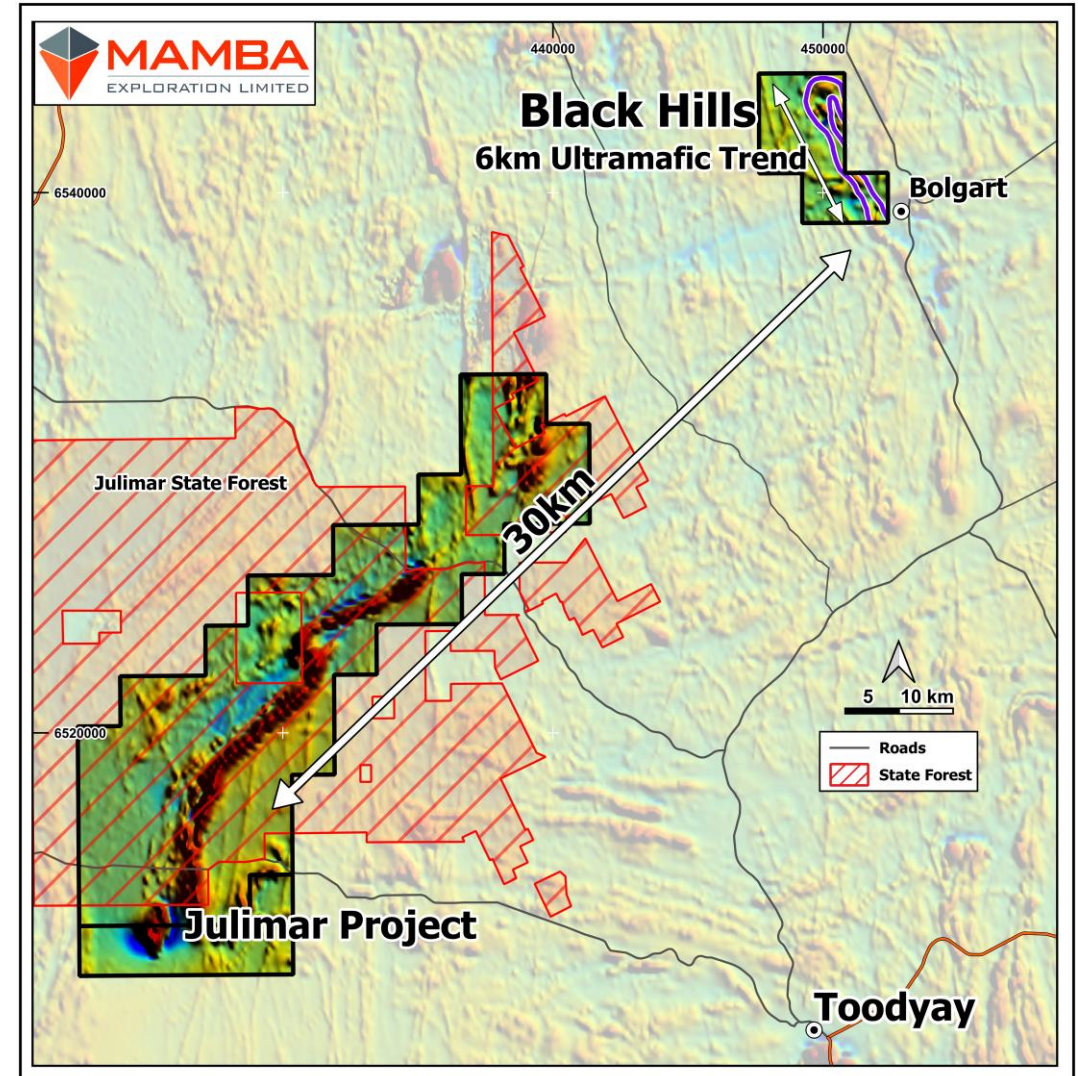 MAMBA
EXPLORATION LIMITED
440000
450000
Black Hills
6km Ultramafic Trend
6540000
Bolgart
Julimar State Forest
30km
5 10 km
6520000
Roads
State Forest
Julimar Project
Toodyay